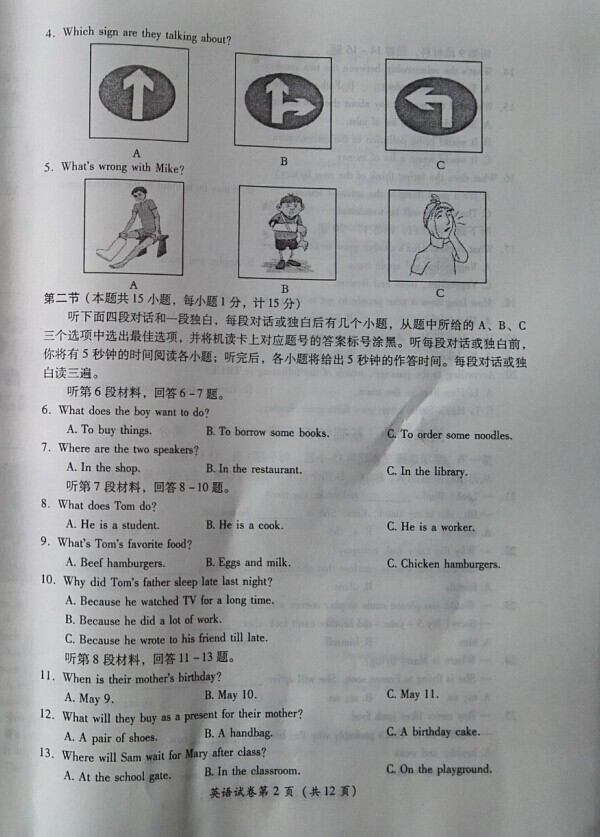 4. Which sign are they talking about?
A
B
C
5. What's wrong with Mike?
A
B
C
第二节 (本题共 15 小题，每小题 1 分，计 15 分)
听下面四段对话和一段独白，每段对话或独白后有几个小题，从题中所给的 A、B、C
三个选项中选出最佳选项，并将机读卡上对应题号的答案标号涂黑。听每段对话或独白前，
你将有 5 秒钟的时间阅读各小题；听完后，各小题将给出 5 秒钟的作答时间。每段对话或独
白读三遍。
听第 6 段材料，回答 6 - 7 题。
6. What does the boy want to do?
A. To buy things. B. To borrow some books. C. To order some noodles.
7. Where are the two speakers?
A. In the shop. B. In the restaurant. C. In the library.
听第 7 段材料，回答 8 - 10 题。
8. What does Tom do?
A. He is a student. B. He is a cook. C. He is a worker.
9. What's Tom's favorite food?
A. Beef hamburgers. B. Eggs and milk. C. Chicken hamburgers.
10. Why did Tom's father sleep late last night?
A. Because he watched TV for a long time.
B. Because he did a lot of work.
C. Because he wrote to his friend till late.
听第 8 段材料，回答 11 - 13 题。
11. When is their mother's birthday?
A. May 9. B. May 10. C. May 11.
12. What will they buy as a present for their mother?
A. A pair of shoes. B. A handbag. C. A birthday cake.
13. Where will Sam wait for Mary after class?
A. At the school gate. B. In the classroom. C. On the playground.
英语试卷第 2 页 (共 12 页)